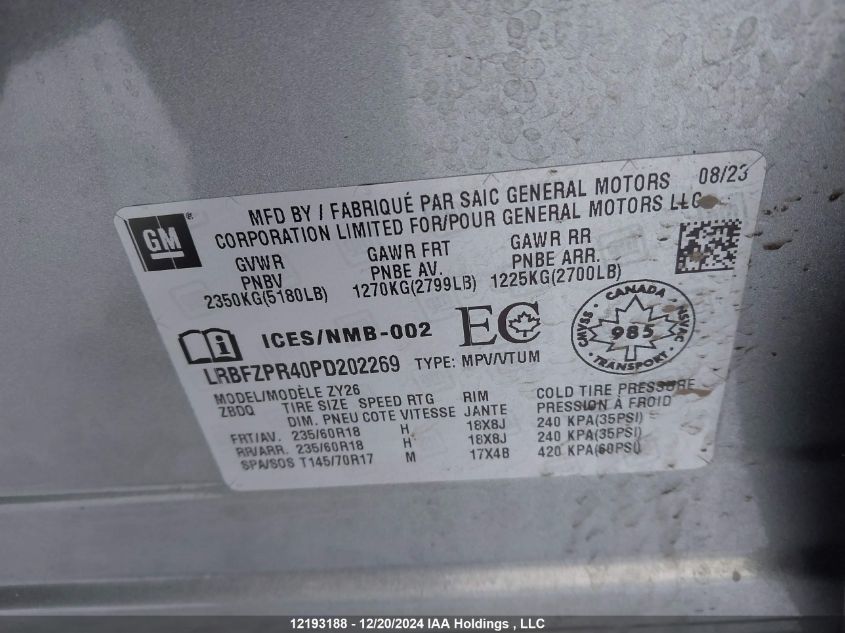 GM
MFD BY / FABRIQUÉ PAR SAIC GENERAL MOTORS 08/23
CORPORATION LIMITED FOR/POUR GENERAL MOTORS LLC
GVWR GAWR FRT GAWR RR
PNBV PNBE AV. PNBE ARR.
2350KG(5180LB) 1270KG(2799LB) 1225KG(2700LB)
ICES/NMB-002 EC CANADA CMVSS 985 NSVAC TRANSPORT
LRBFZPR40PD202269 TYPE: MPV/VTUM
MODEL/MODÈLE ZY26
ZBDQ TIRE SIZE SPEED RTG RIM COLD TIRE PRESSURE
DIM. PNEU COTE VITESSE JANTE PRESSION À FROID
FRT/AV. 235/60R18 H 18X8J 240 KPA(35PSI)
RR/ARR. 235/60R18 H 18X8J 240 KPA(35PSI)
SPA/SOS T145/70R17 M 17X4B 420 KPA(60PSI)
12193188 - 12/20/2024 IAA Holdings , LLC